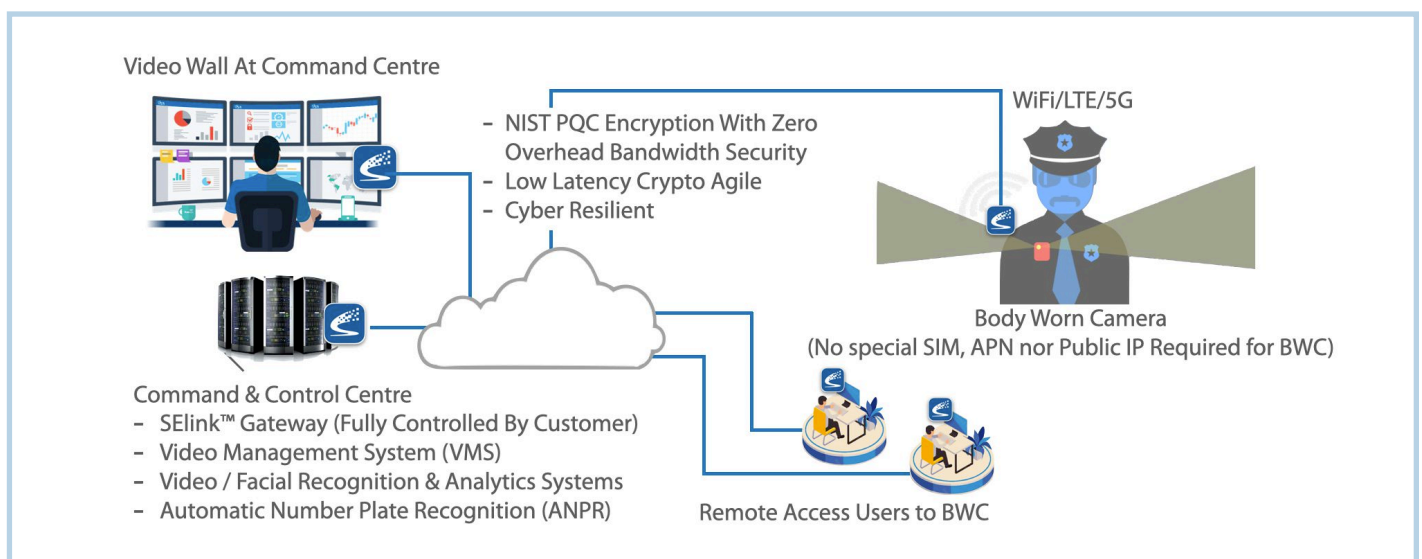 Video Wall At Command Centre
- NIST PQC Encryption With Zero
Overhead Bandwidth Security
- Low Latency Crypto Agile
- Cyber Resilient
WiFi/LTE/5G
Body Worn Camera
(No special SIM, APN nor Public IP Required for BWC)
Command & Control Centre
- SElink™ Gateway (Fully Controlled By Customer)
- Video Management System (VMS)
- Video / Facial Recognition & Analytics Systems
- Automatic Number Plate Recognition (ANPR)
Remote Access Users to BWC